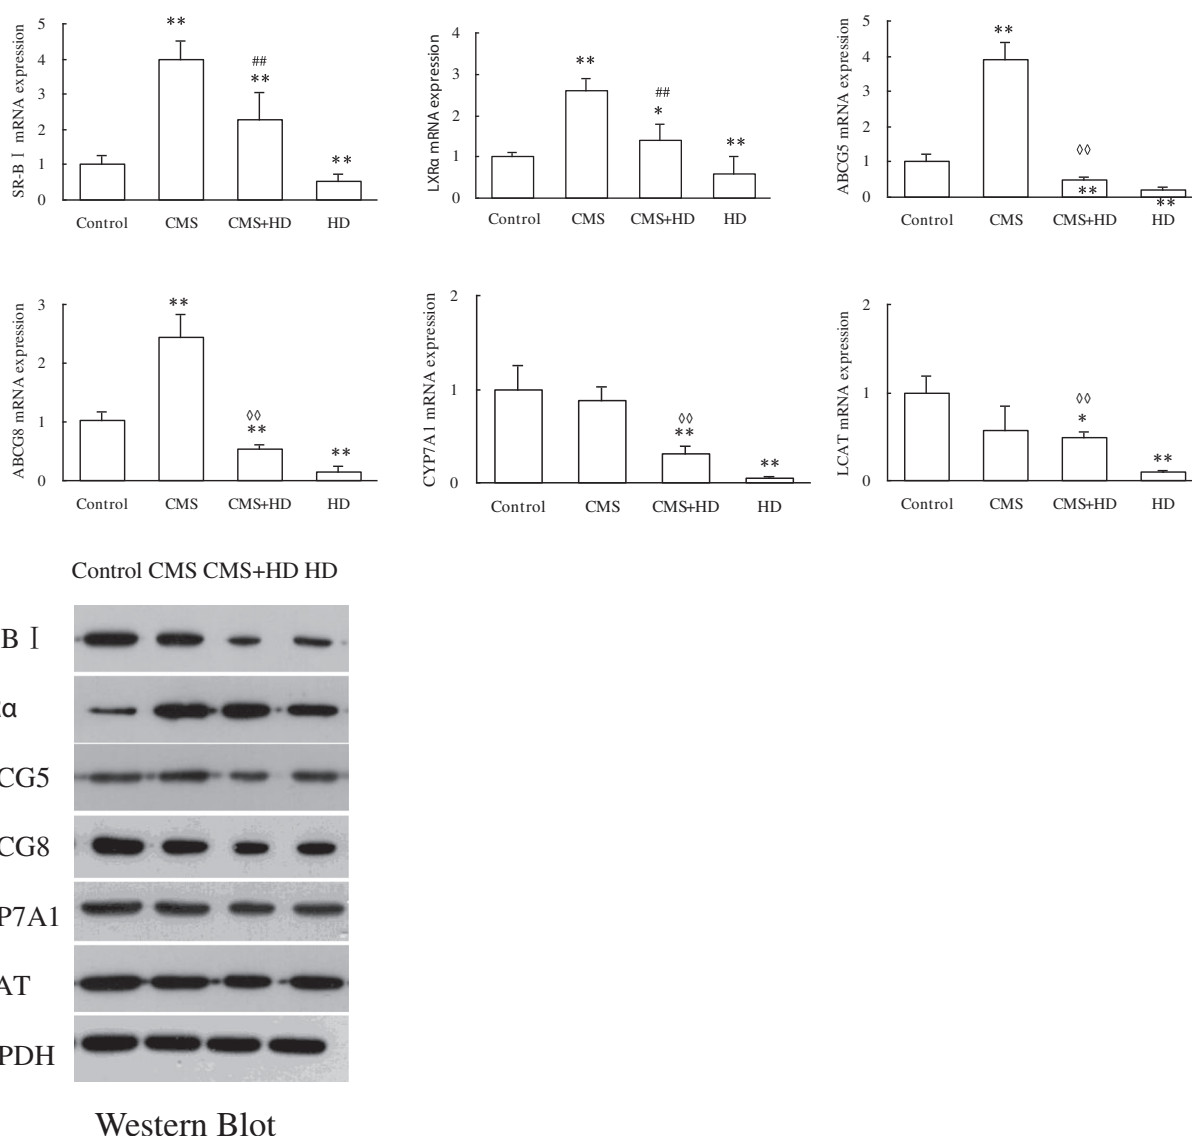 SR-B Ⅰ mRNA expression
5
4
3
2
1
0
**
##
**
**
Control CMS CMS+HD HD
LXRα mRNA expression
4
3
2
1
0
**
##
*
**
Control CMS CMS+HD HD
ABCG5 mRNA expression
5
4
3
2
1
0
**
◊◊
**
**
Control CMS CMS+HD HD
ABCG8 mRNA expression
3
2
1
0
**
◊◊
**
**
Control CMS CMS+HD HD
CYP7A1 mRNA expression
2
1
0
◊◊
**
**
Control CMS CMS+HD HD
LCAT mRNA expression
2
1
0
◊◊
*
**
Control CMS CMS+HD HD
Control CMS CMS+HD HD
B Ⅰ
α
CG5
CG8
P7A1
AT
PDH
Western Blot